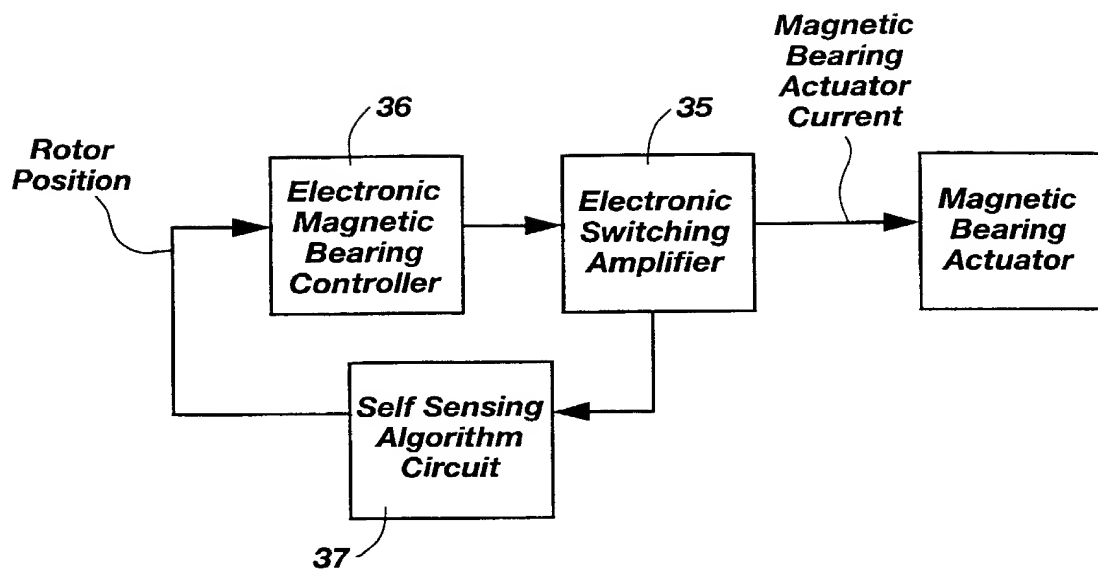 Magnetic
Bearing
Actuator
Current
36
35
Rotor
Position
Electronic
Magnetic
Bearing
Controller
Electronic
Switching
Amplifier
Magnetic
Bearing
Actuator
Self Sensing
Algorithm
Circuit
37